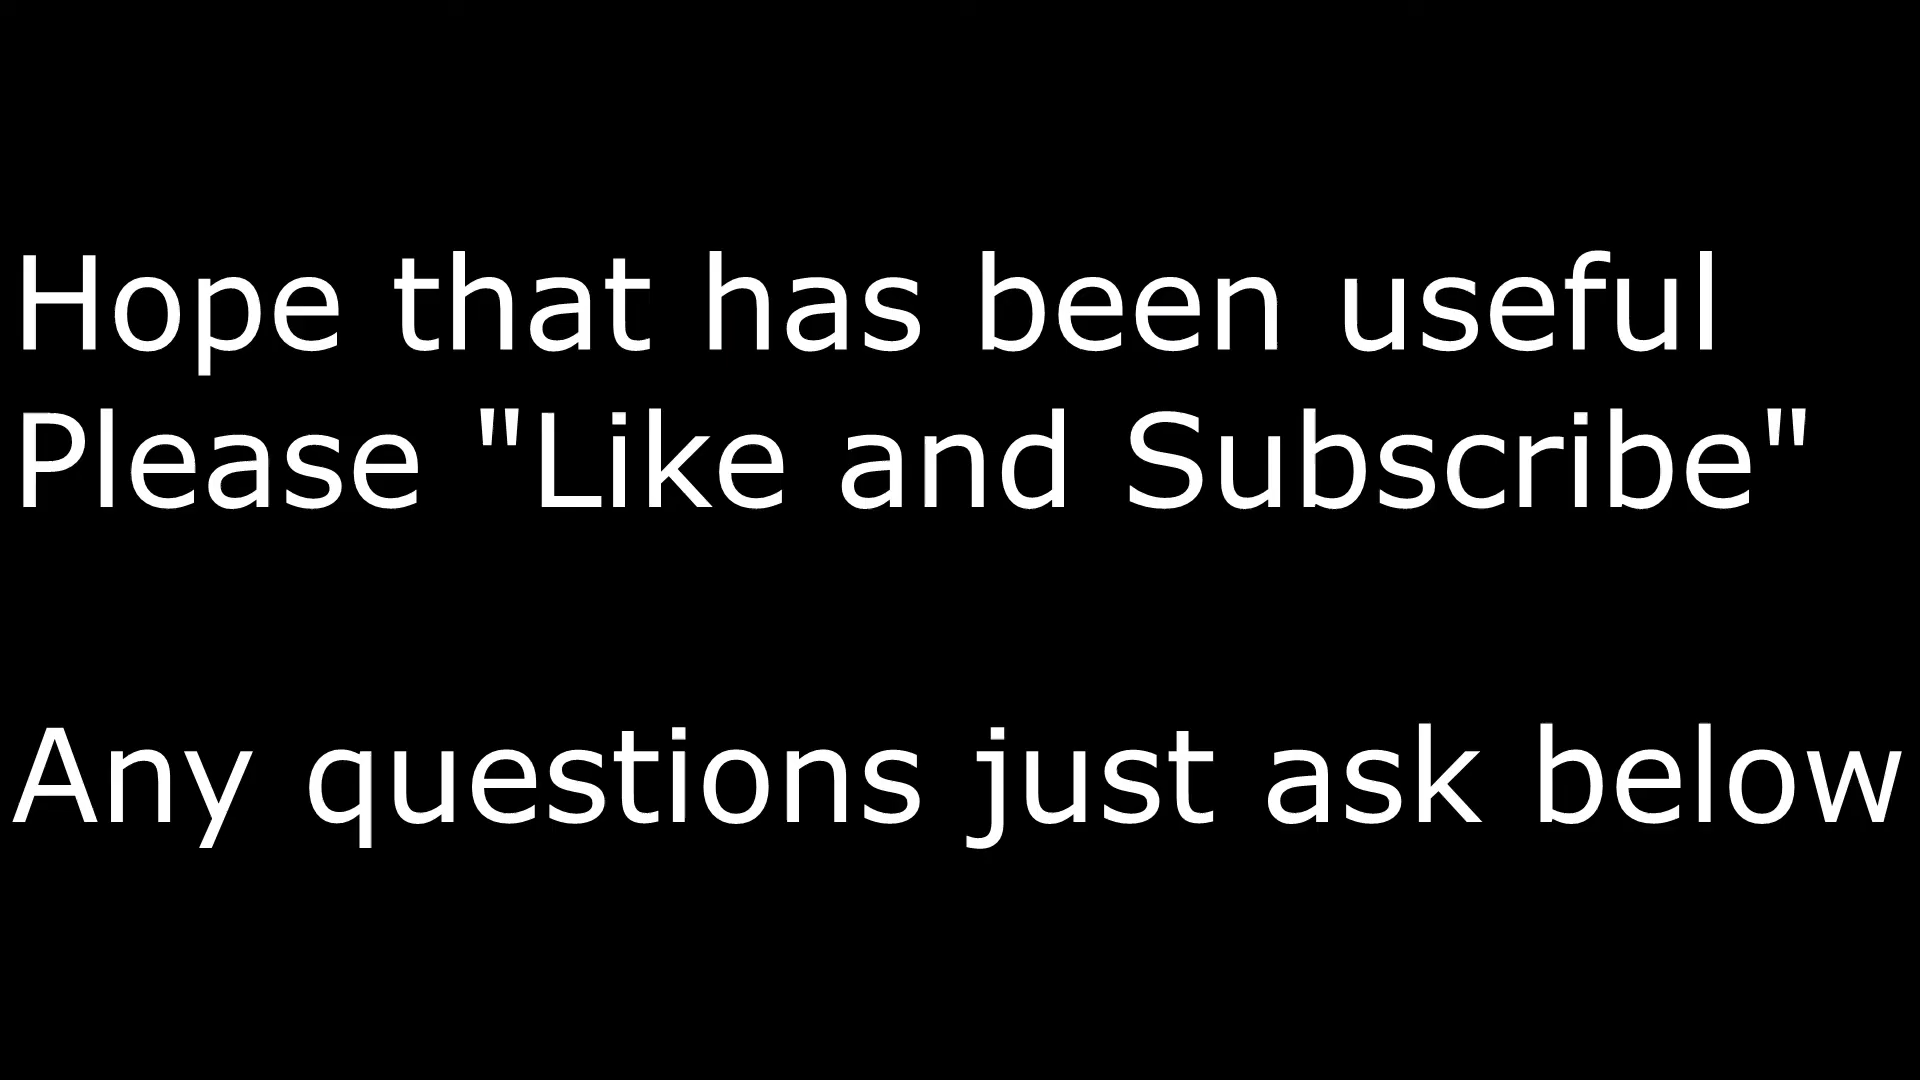 Hope that has been useful
Please "Like and Subscribe"
Any questions just ask below